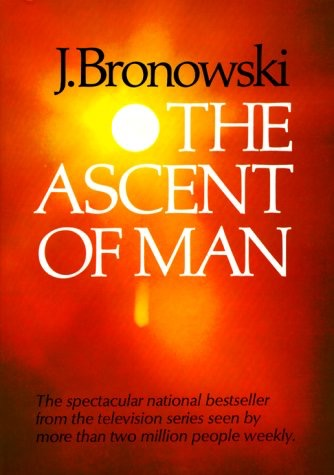 J. Bronowski
THE
ASCENT
OF MAN
The spectacular national bestseller
from the television series seen by
more than two million people weekly.